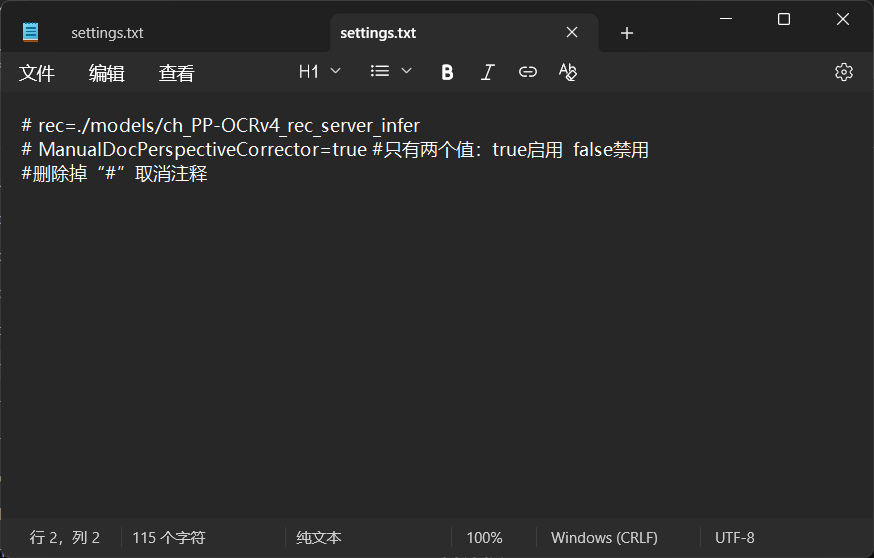 settings.txt
settings.txt
文件 编辑 查看 H1 B I
# rec=./models/ch_PP-OCRv4_rec_server_infer
# ManualDocPerspectiveCorrector=true #只有两个值：true启用 false禁用
#删除掉“#”取消注释
行 2，列 2 115 个字符 纯文本 100% Windows (CRLF) UTF-8